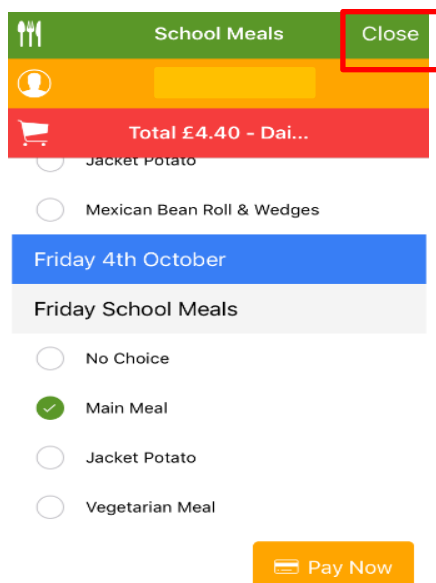 School Meals Close
Total £4.40 - Dai...
Jacket Potato
Mexican Bean Roll & Wedges
Friday 4th October
Friday School Meals
No Choice
Main Meal
Jacket Potato
Vegetarian Meal
Pay Now